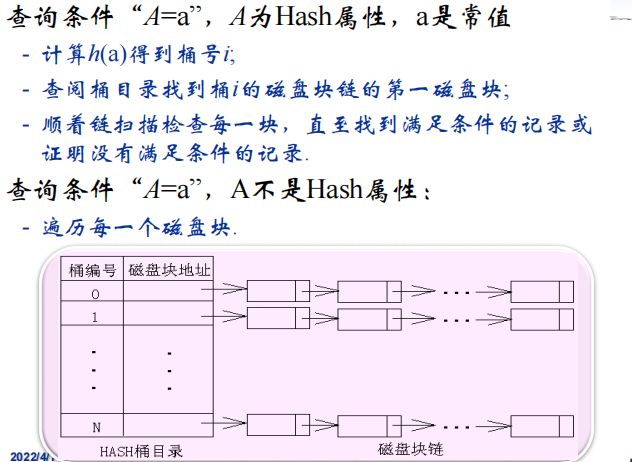 查询条件“A=a”，A为Hash属性，a是常值
- 计算h(a)得到桶号i;
- 查阅桶目录找到桶i的磁盘块链的第一磁盘块;
- 顺着链扫描检查每一块，直至找到满足条件的记录或
证明没有满足条件的记录.
查询条件“A=a”，A不是Hash属性：
- 遍历每一个磁盘块.
桶编号 磁盘块地址
0
1
N
HASH桶目录
磁盘块链
2022/4/